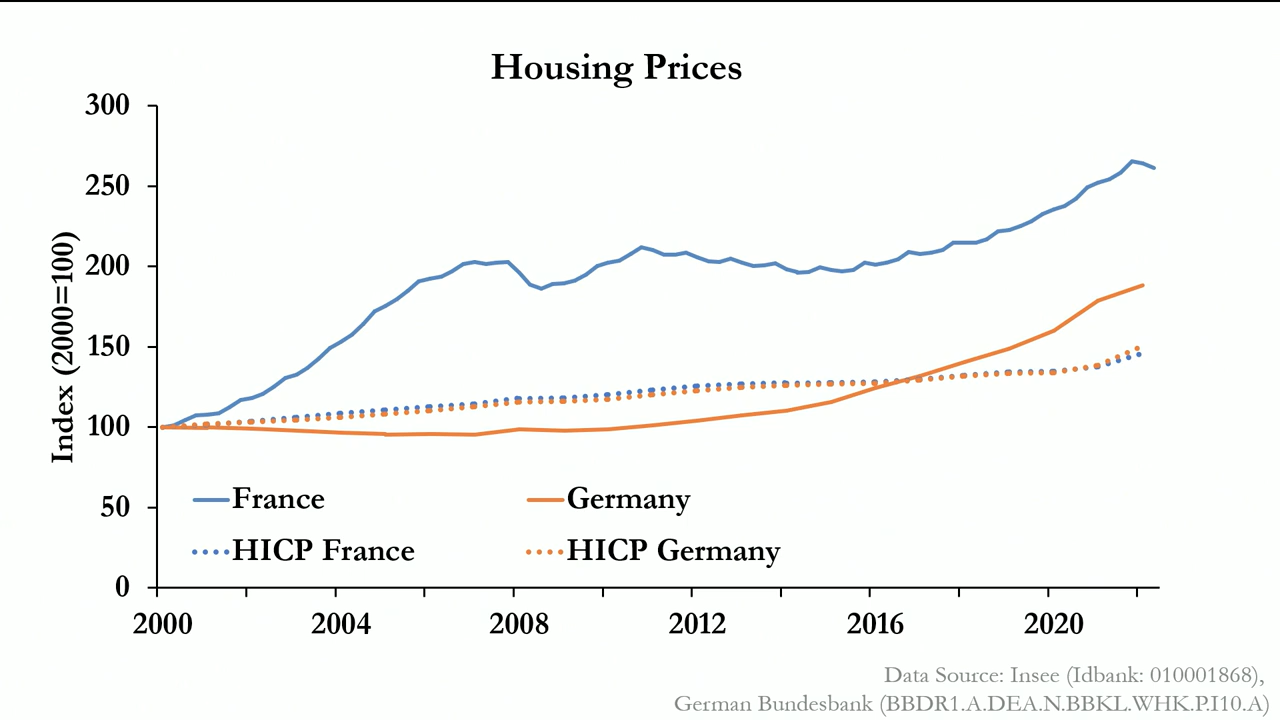 Housing Prices
300
250
200
150
100
50
0
Index (2000=100)
France
Germany
HICP France
HICP Germany
2000 2004 2008 2012 2016 2020
Data Source: Insee (Idbank: 010001868),
German Bundesbank (BBDR1.A.DEA.N.BBKL.WHK.P.I10.A)